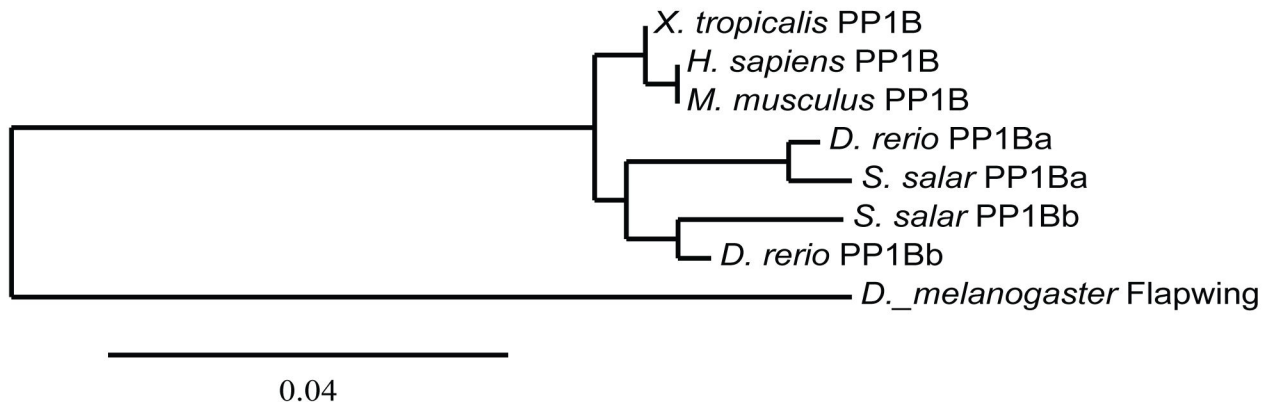 X. tropicalis PP1B
H. sapiens PP1B
M. musculus PP1B
D. rerio PP1Ba
S. salar PP1Ba
S. salar PP1Bb
D. rerio PP1Bb
D._melanogaster Flapwing
0.04